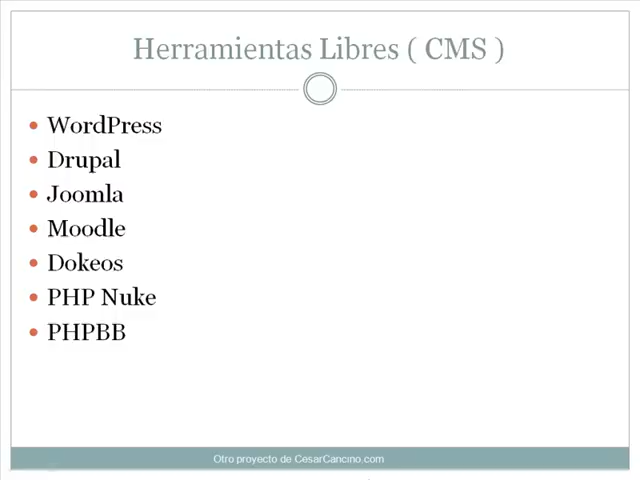 Herramientas Libres ( CMS )
WordPress
Drupal
Joomla
Moodle
Dokeos
PHP Nuke
PHPBB
Otro proyecto de CesarCancino.com